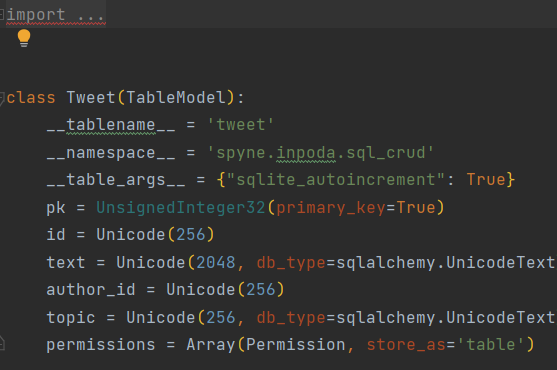 import ...
class Tweet(TableModel):
    __tablename__ = 'tweet'
    __namespace__ = 'spyne.inpoda.sql_crud'
    __table_args__ = {"sqlite_autoincrement": True}
    pk = UnsignedInteger32(primary_key=True)
    id = Unicode(256)
    text = Unicode(2048, db_type=sqlalchemy.UnicodeText
    author_id = Unicode(256)
    topic = Unicode(256, db_type=sqlalchemy.UnicodeText
    permissions = Array(Permission, store_as='table')